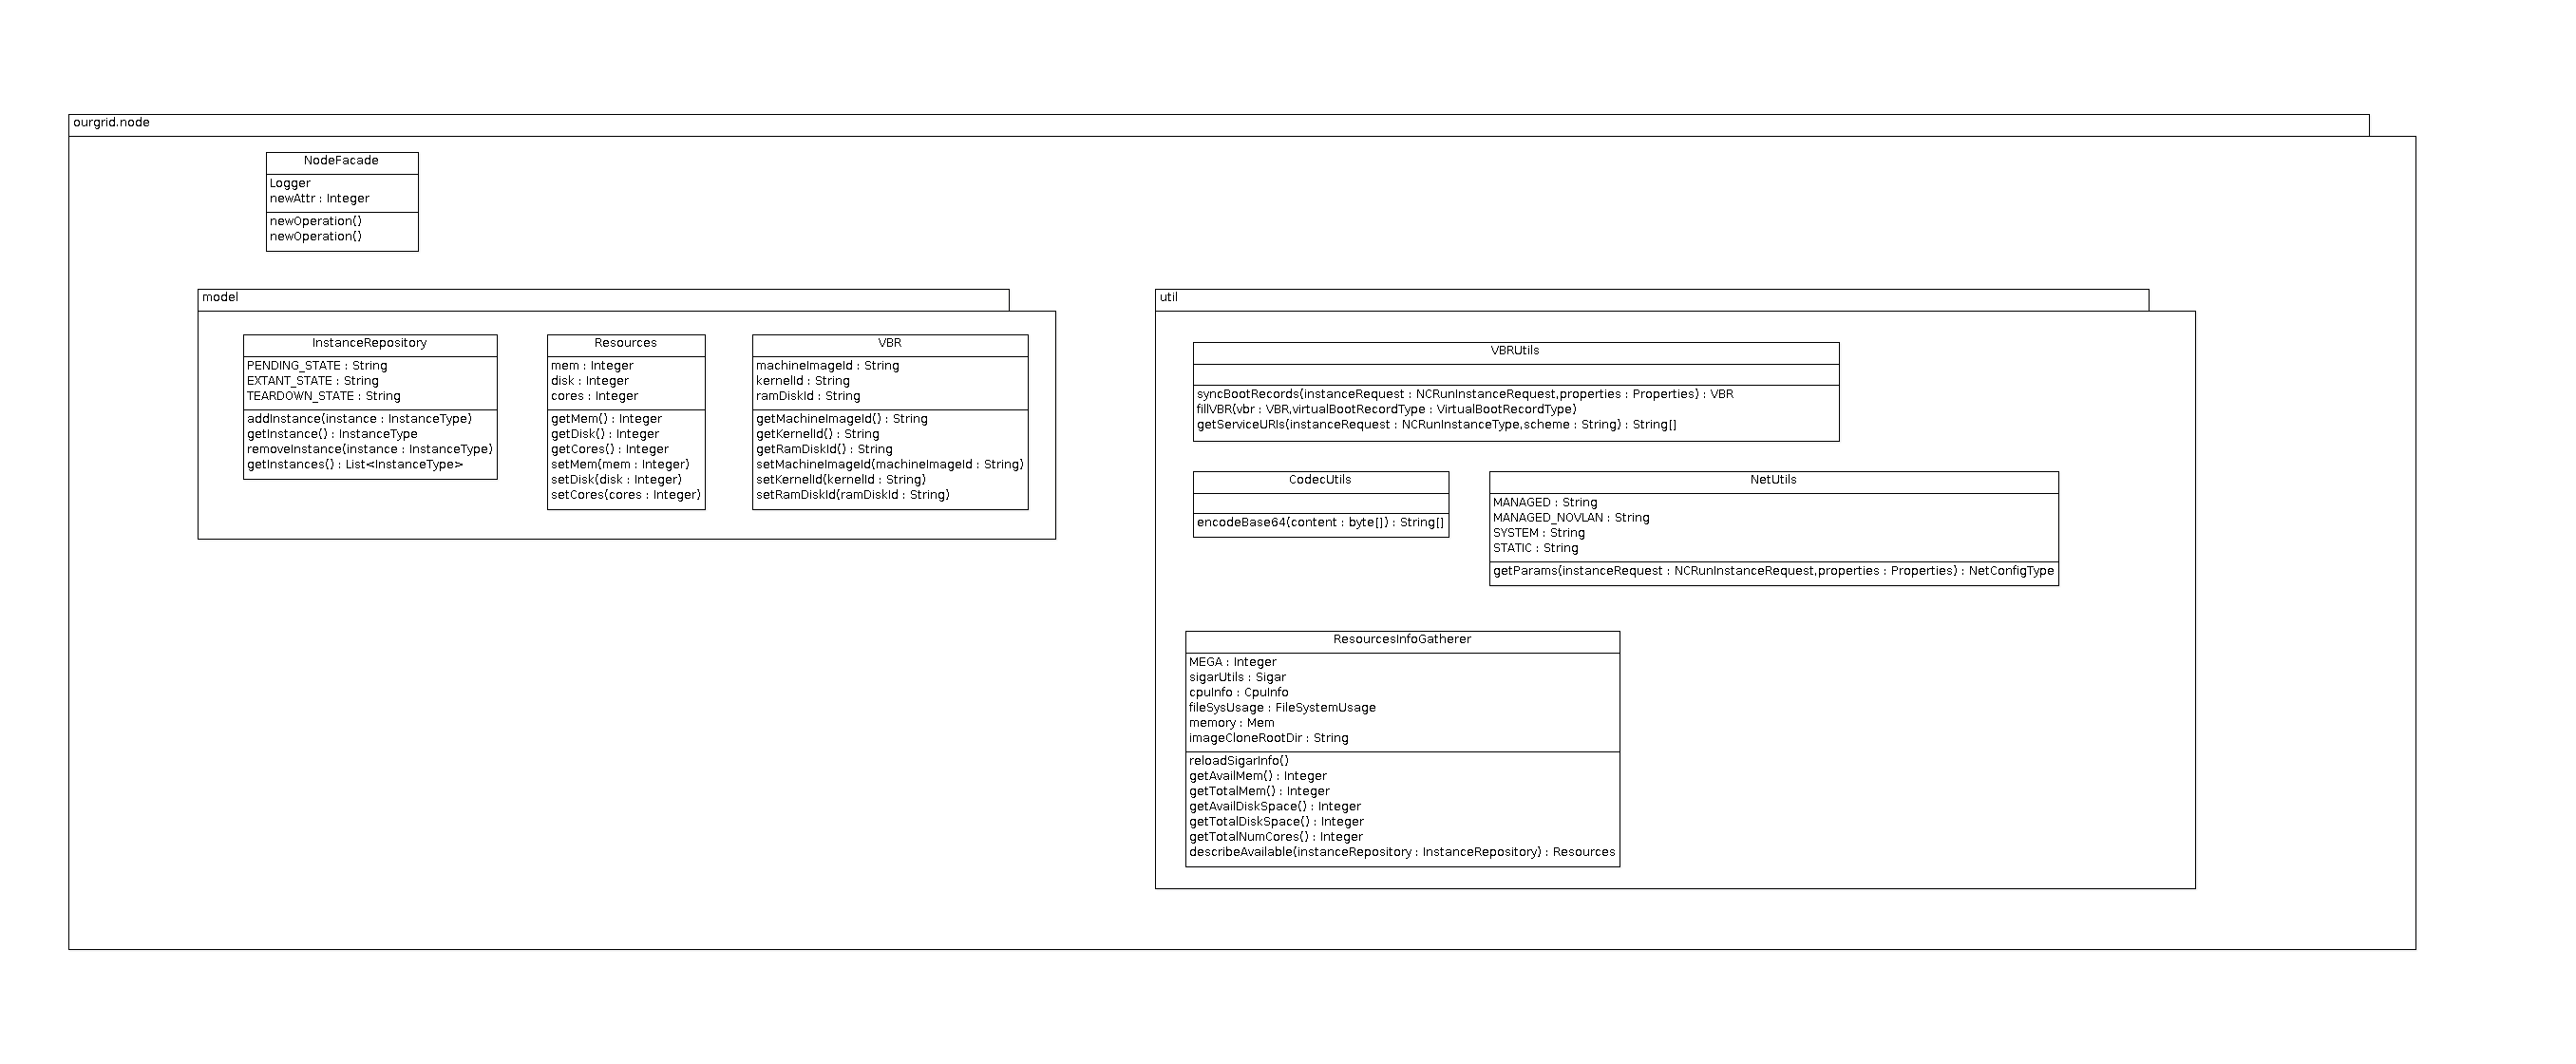 ourgrid.node
NodeFacade
Logger
newAttr : Integer
newOperation()
newOperation()
model
InstanceRepository
PENDING_STATE : String
EXTANT_STATE : String
TEARDOWN_STATE : String
addInstance(instance : InstanceType)
getInstance() : InstanceType
removeInstance(instance : InstanceType)
getInstances() : List<InstanceType>
Resources
mem : Integer
disk : Integer
cores : Integer
getMem() : Integer
getDisk() : Integer
getCores() : Integer
setMem(mem : Integer)
setDisk(disk : Integer)
setCores(cores : Integer)
VBR
machineImageId : String
kernelId : String
ramDiskId : String
getMachineImageId() : String
getKernelId() : String
getRamDiskId() : String
setMachineImageId(machineImageId : String)
setKernelId(kernelId : String)
setRamDiskId(ramDiskId : String)
util
VBRUtils
syncBootRecords(instanceRequest : NCRunInstanceRequest,properties : Properties) : VBR
fillVBR(vbr : VBR,virtualBootRecordType : VirtualBootRecordType)
getServiceURIs(instanceRequest : NCRunInstanceType,scheme : String) : String[]
CodecUtils
encodeBase64(content : byte[]) : String[]
NetUtils
MANAGED : String
MANAGED_NOVLAN : String
SYSTEM : String
STATIC : String
getParams(instanceRequest : NCRunInstanceRequest,properties : Properties) : NetConfigType
ResourcesInfoGatherer
MEGA : Integer
sigarUtils : Sigar
cpuInfo : CpuInfo
fileSysUsage : FileSystemUsage
memory : Mem
imageCloneRootDir : String
reloadSigarInfo()
getAvailMem() : Integer
getTotalMem() : Integer
getAvailDiskSpace() : Integer
getTotalDiskSpace() : Integer
getTotalNumCores() : Integer
describeAvailable(instanceRepository : InstanceRepository) : Resources